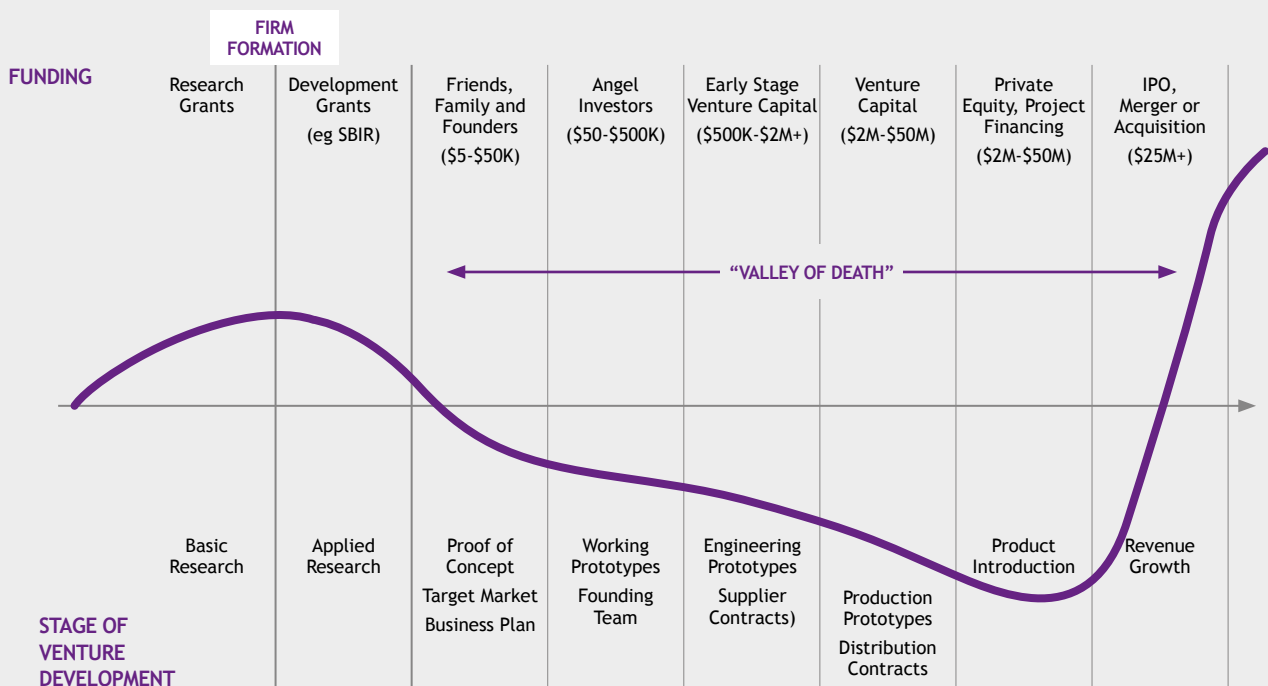 FIRM
FORMATION
FUNDING
Research
Grants
Development
Grants
(eg SBIR)
Friends,
Family and
Founders
($5-$50K)
Angel
Investors
($50-$500K)
Early Stage
Venture Capital
($500K-$2M+)
Venture
Capital
($2M-$50M)
Private
Equity, Project
Financing
($2M-$50M)
IPO,
Merger or
Acquisition
($25M+)
“VALLEY OF DEATH”
Basic
Research
Applied
Research
Proof of
Concept
Target Market
Business Plan
Working
Prototypes
Founding
Team
Engineering
Prototypes
Supplier
Contracts)
Production
Prototypes
Distribution
Contracts
Product
Introduction
Revenue
Growth
STAGE OF
VENTURE
DEVELOPMENT